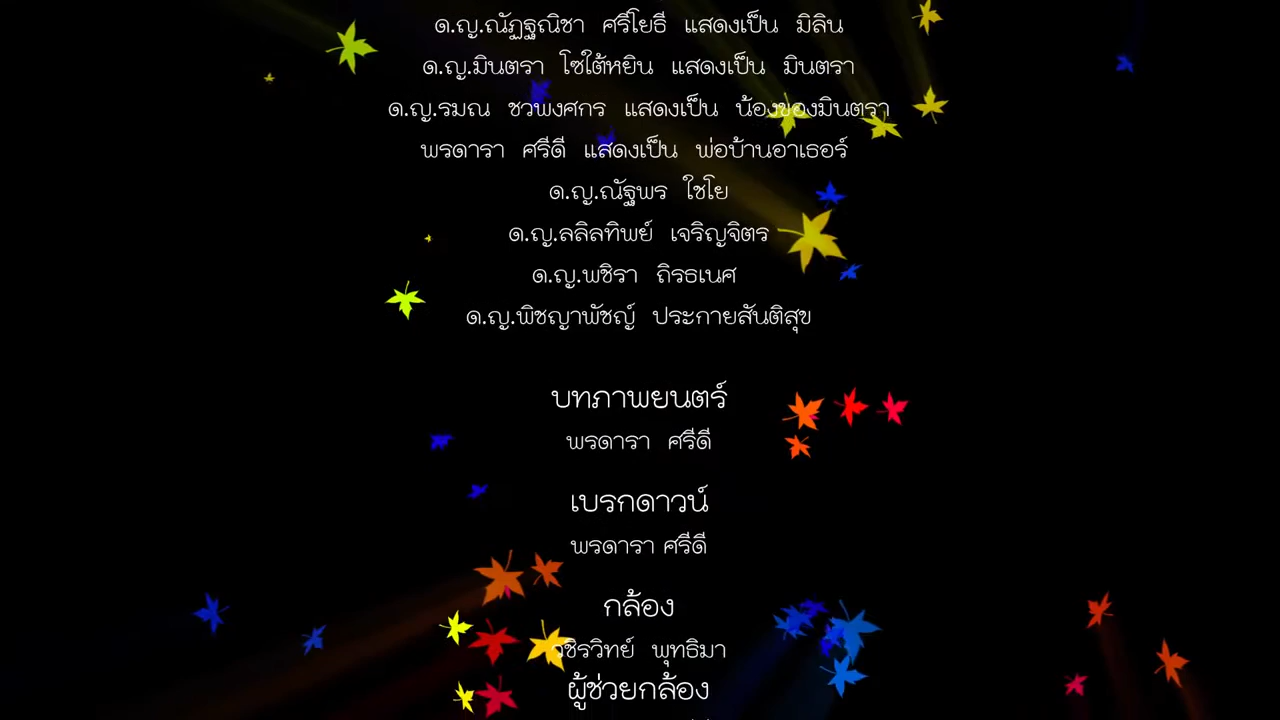 ด.ญ.ณัฏฐณิชา ศรีโยธี แสดงเป็น มิลิน
ด.ญ.มินตรา โซ่ใต้หยิน แสดงเป็น มินตรา
ด.ญ.รมณ ชวพงศกร แสดงเป็น น้องของมินตรา
พรดารา ศรีดี แสดงเป็น พ่อบ้านอาเธอร์
ด.ญ.ณัฐพร ใชโย
ด.ญ.ลลิลทิพย์ เจริญจิตร
ด.ญ.พชิรา ถิรธเนศ
ด.ญ.พิชญาพัชญ์ ประกายสันติสุข
บทภาพยนตร์
พรดารา ศรีดี
เบรกดาวน์
พรดารา ศรีดี
กล้อง
วชิรวิทย์ พุทธิมา
ผู้ช่วยกล้อง